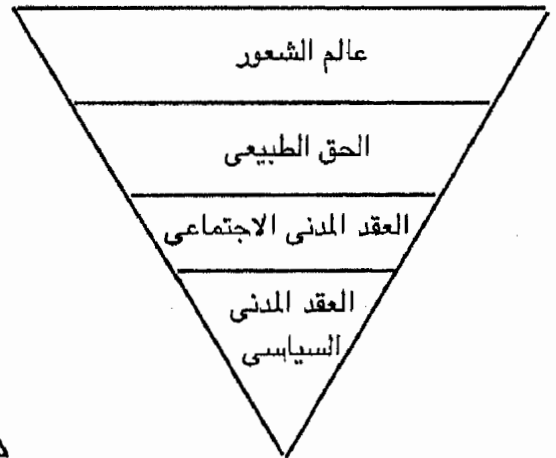 عالم الشعور
الحق الطبيعى
العقد المدنى الاجتماعى
العقد المدنى
السياسى